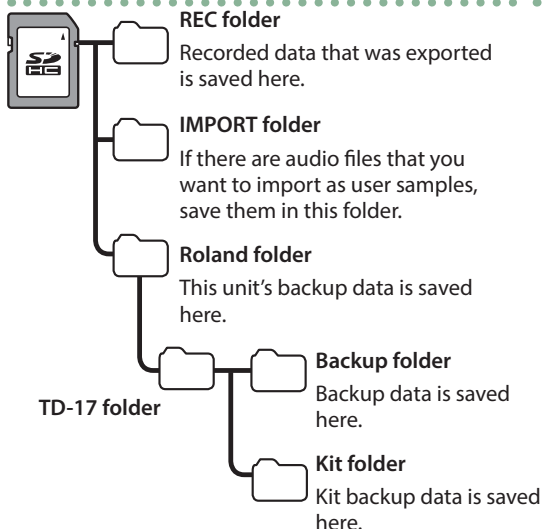 REC folder
Recorded data that was exported
is saved here.
SD
HC
IMPORT folder
If there are audio files that you
want to import as user samples,
save them in this folder.
Roland folder
This unit's backup data is saved
here.
TD-17 folder
Backup folder
Backup data is saved
here.
Kit folder
Kit backup data is saved
here.